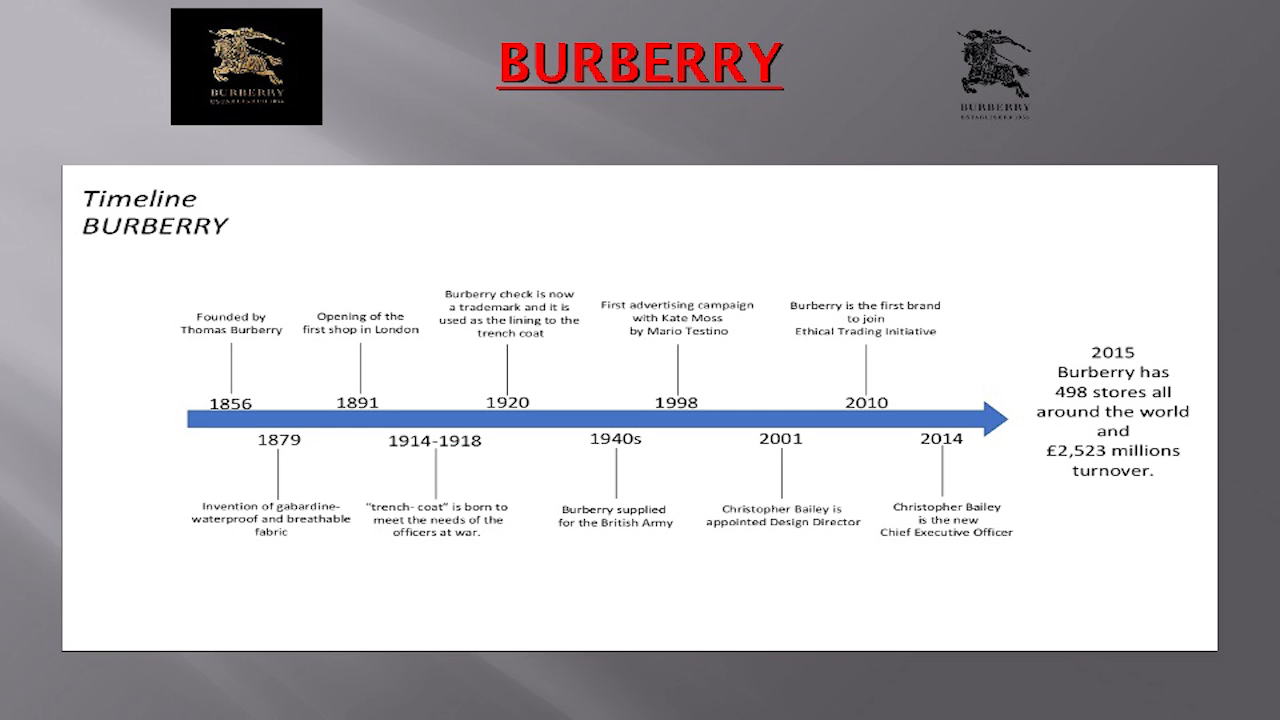 BURBERRY
ESTABLISHED 1856
BURBERRY
BURBERRY
ESTABLISHED 1856
Timeline
BURBERRY
Founded by
Thomas Burberry
Opening of the
first shop in London
Burberry check is now
a trademark and it is
used as the lining to the
trench coat
First advertising campaign
with Kate Moss
by Mario Testino
Burberry is the first brand
to join
Ethical Trading Initiative
1856
1891
1920
1998
2010
1879
1914-1918
1940s
2001
2014
Invention of gabardine-
waterproof and breathable
fabric
"trench- coat" is born to
meet the needs of the
officers at war.
Burberry supplied
for the British Army
Christopher Bailey is
appointed Design Director
Christopher Bailey
is the new
Chief Executive Officer
2015
Burberry has
498 stores all
around the world
and
£2,523 millions
turnover.